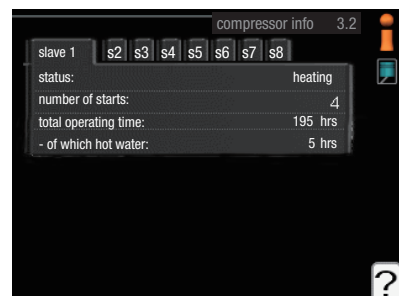 compressor info 3.2
slave 1 s2 s3 s4 s5 s6 s7 s8
status: heating
number of starts: 4
total operating time: 195 hrs
- of which hot water: 5 hrs
?